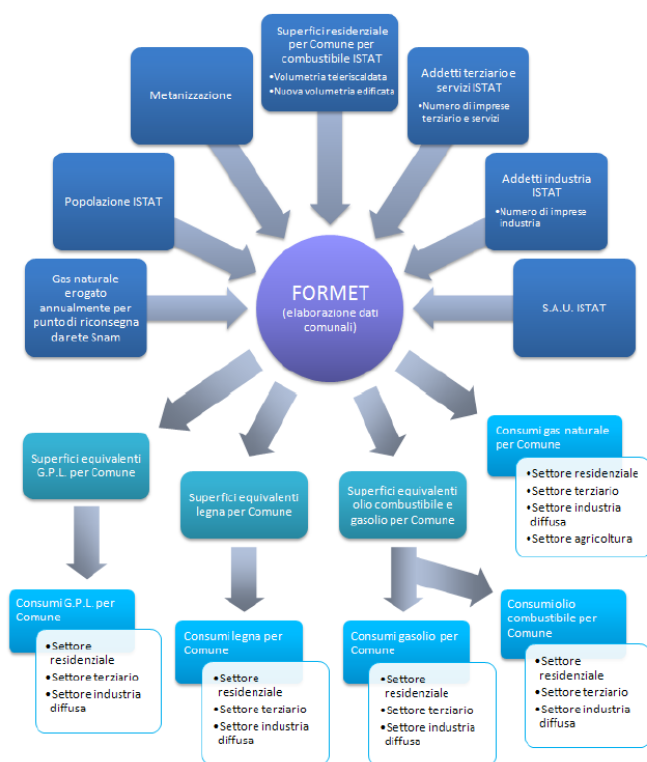 Superfici residenziale
per Comune per
combustibile ISTAT
•Volumetria teleriscaldata
•Nuova volumetria edificata
Metanizzazione
Addetti terziario e
servizi ISTAT
•Numero di imprese
terziario e servizi
Popolazione ISTAT
Addetti industria
ISTAT
•Numero di imprese
industria
Gas naturale
erogato
annualmente per
punto di riconsegna
da rete Snam
FORMET
(elaborazione dati
comunali)
S.A.U. ISTAT
Superfici equivalenti
G.P.L. per Comune
Superfici equivalenti
legna per Comune
Superfici equivalenti
olio combustibile e
gasolio per Comune
Consumi gas naturale
per Comune
•Settore residenziale
•Settore terziario
•Settore industria
diffusa
•Settore agricoltura
Consumi G.P.L. per
Comune
•Settore
residenziale
•Settore terziario
•Settore industria
diffusa
Consumi legna per
Comune
•Settore
residenziale
•Settore terziario
•Settore industria
diffusa
Consumi gasolio per
Comune
•Settore
residenziale
•Settore terziario
•Settore industria
diffusa
Consumi olio
combustibile per
Comune
•Settore
residenziale
•Settore terziario
•Settore industria
diffusa